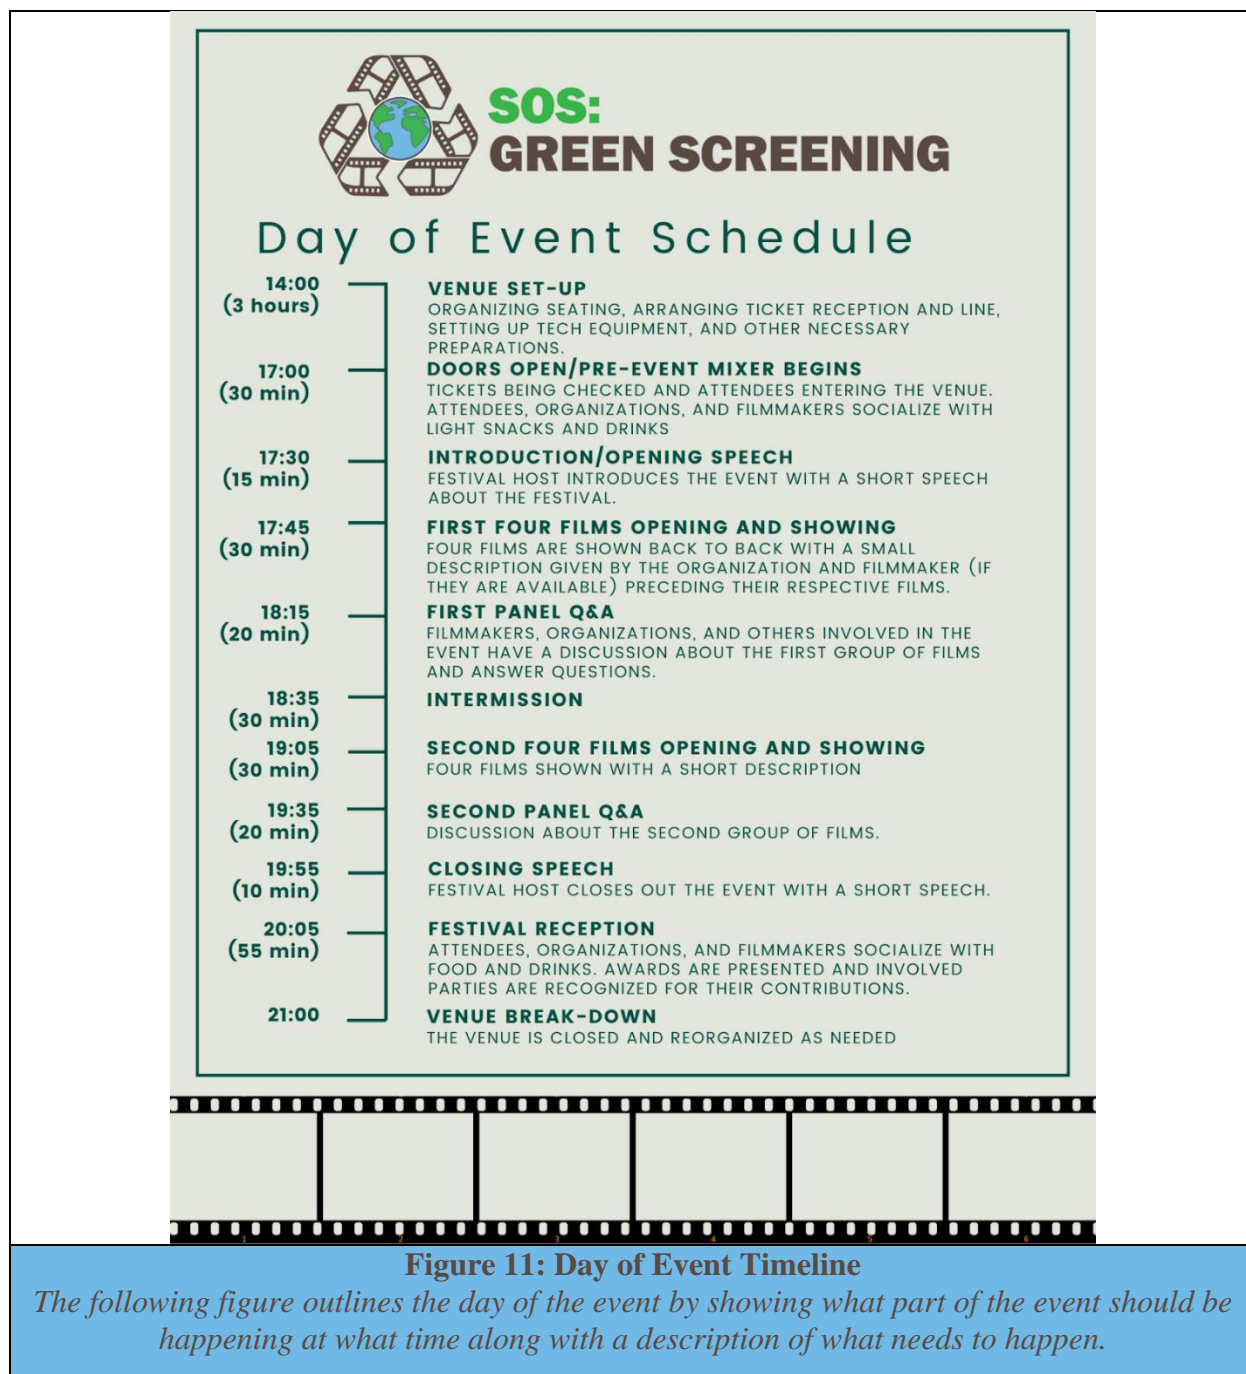 SOS:
GREEN SCREENING
Day of Event Schedule
14:00
(3 hours)
VENUE SET-UP
ORGANIZING SEATING, ARRANGING TICKET RECEPTION AND LINE,
SETTING UP TECH EQUIPMENT, AND OTHER NECESSARY
PREPARATIONS.
17:00
(30 min)
DOORS OPEN/PRE-EVENT MIXER BEGINS
TICKETS BEING CHECKED AND ATTENDEES ENTERING THE VENUE.
ATTENDEES, ORGANIZATIONS, AND FILMMAKERS SOCIALIZE WITH
LIGHT SNACKS AND DRINKS
17:30
(15 min)
INTRODUCTION/OPENING SPEECH
FESTIVAL HOST INTRODUCES THE EVENT WITH A SHORT SPEECH
ABOUT THE FESTIVAL.
17:45
(30 min)
FIRST FOUR FILMS OPENING AND SHOWING
FOUR FILMS ARE SHOWN BACK TO BACK WITH A SMALL
DESCRIPTION GIVEN BY THE ORGANIZATION AND FILMMAKER (IF
THEY ARE AVAILABLE) PRECEDING THEIR RESPECTIVE FILMS.
18:15
(20 min)
FIRST PANEL Q&A
FILMMAKERS, ORGANIZATIONS, AND OTHERS INVOLVED IN THE
EVENT HAVE A DISCUSSION ABOUT THE FIRST GROUP OF FILMS
AND ANSWER QUESTIONS.
18:35
(30 min)
INTERMISSION
19:05
(30 min)
SECOND FOUR FILMS OPENING AND SHOWING
FOUR FILMS SHOWN WITH A SHORT DESCRIPTION
19:35
(20 min)
SECOND PANEL Q&A
DISCUSSION ABOUT THE SECOND GROUP OF FILMS.
19:55
(10 min)
CLOSING SPEECH
FESTIVAL HOST CLOSES OUT THE EVENT WITH A SHORT SPEECH.
20:05
(55 min)
FESTIVAL RECEPTION
ATTENDEES, ORGANIZATIONS, AND FILMMAKERS SOCIALIZE WITH
FOOD AND DRINKS. AWARDS ARE PRESENTED AND INVOLVED
PARTIES ARE RECOGNIZED FOR THEIR CONTRIBUTIONS.
21:00
VENUE BREAK-DOWN
THE VENUE IS CLOSED AND REORGANIZED AS NEEDED
1 2 3 4 5 6
Figure 11: Day of Event Timeline
The following figure outlines the day of the event by showing what part of the event should be
happening at what time along with a description of what needs to happen.